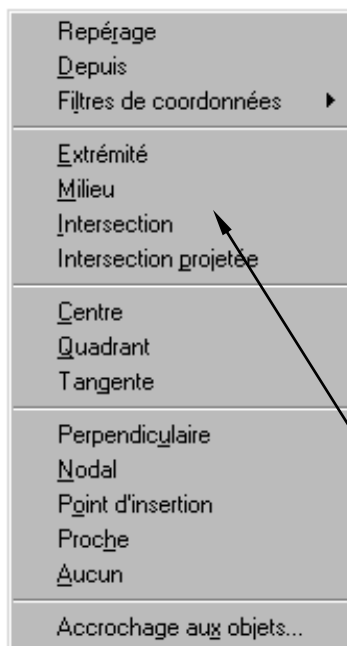 Repérage
Depuis
Filtres de coordonnées
Extrémité
Milieu
Intersection
Intersection projetée
Centre
Quadrant
Tangente
Perpendiculaire
Nodal
Point d'insertion
Proche
Aucun
Accrochage aux objets...